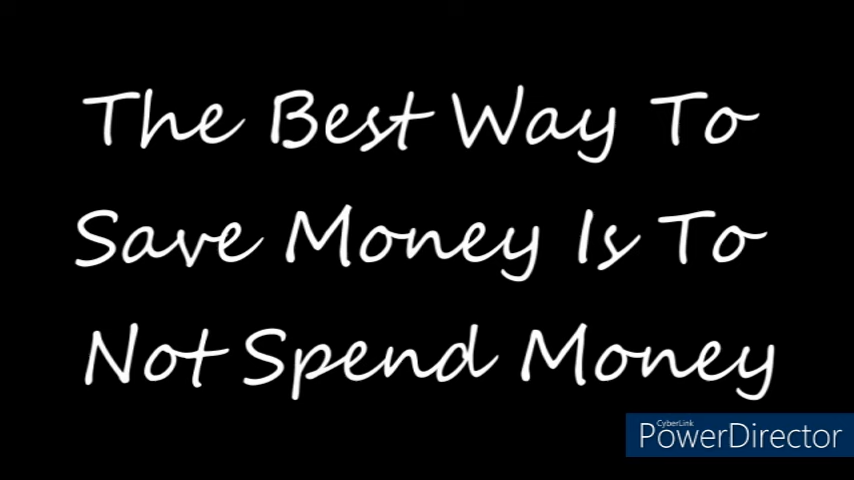 The Best Way To
Save Money Is To
Not Spend Money
CyberLink
PowerDirector